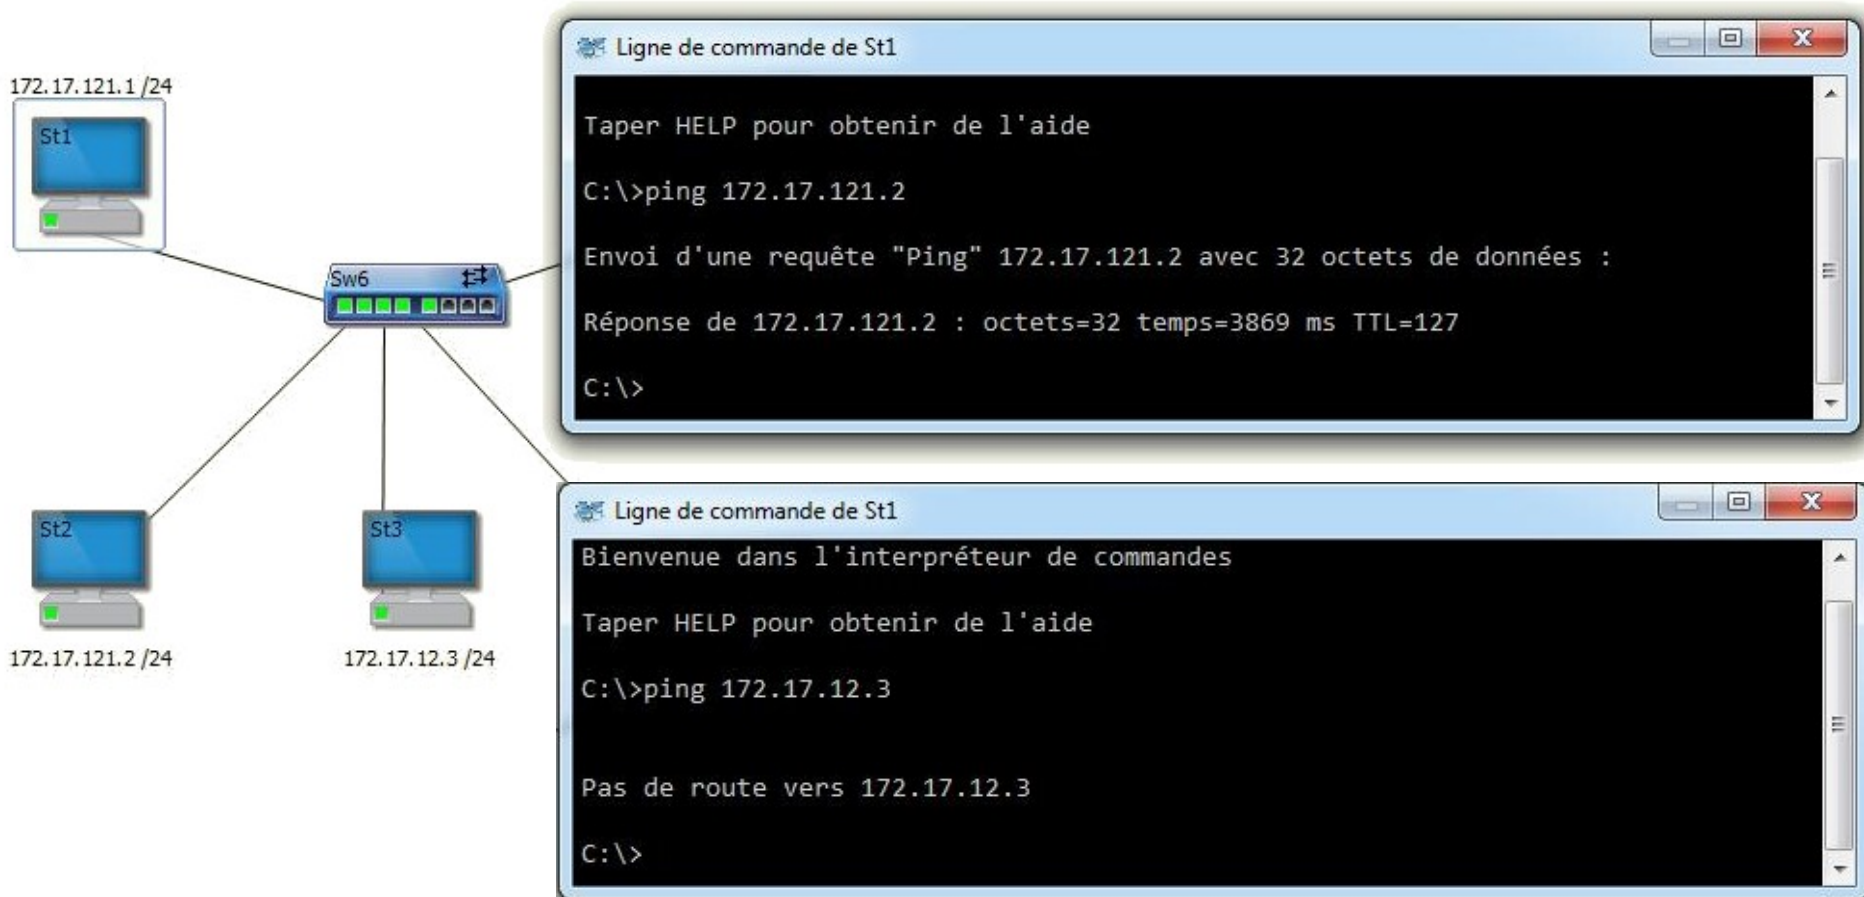 172.17.121.1 /24
St1
Sw6
St2
172.17.121.2 /24
St3
172.17.12.3 /24
Ligne de commande de St1
Taper HELP pour obtenir de l'aide
C:\>ping 172.17.121.2
Envoi d'une requête "Ping" 172.17.121.2 avec 32 octets de données :
Réponse de 172.17.121.2 : octets=32 temps=3869 ms TTL=127
C:\>
Ligne de commande de St1
Bienvenue dans l'interpréteur de commandes
Taper HELP pour obtenir de l'aide
C:\>ping 172.17.12.3
Pas de route vers 172.17.12.3
C:\>